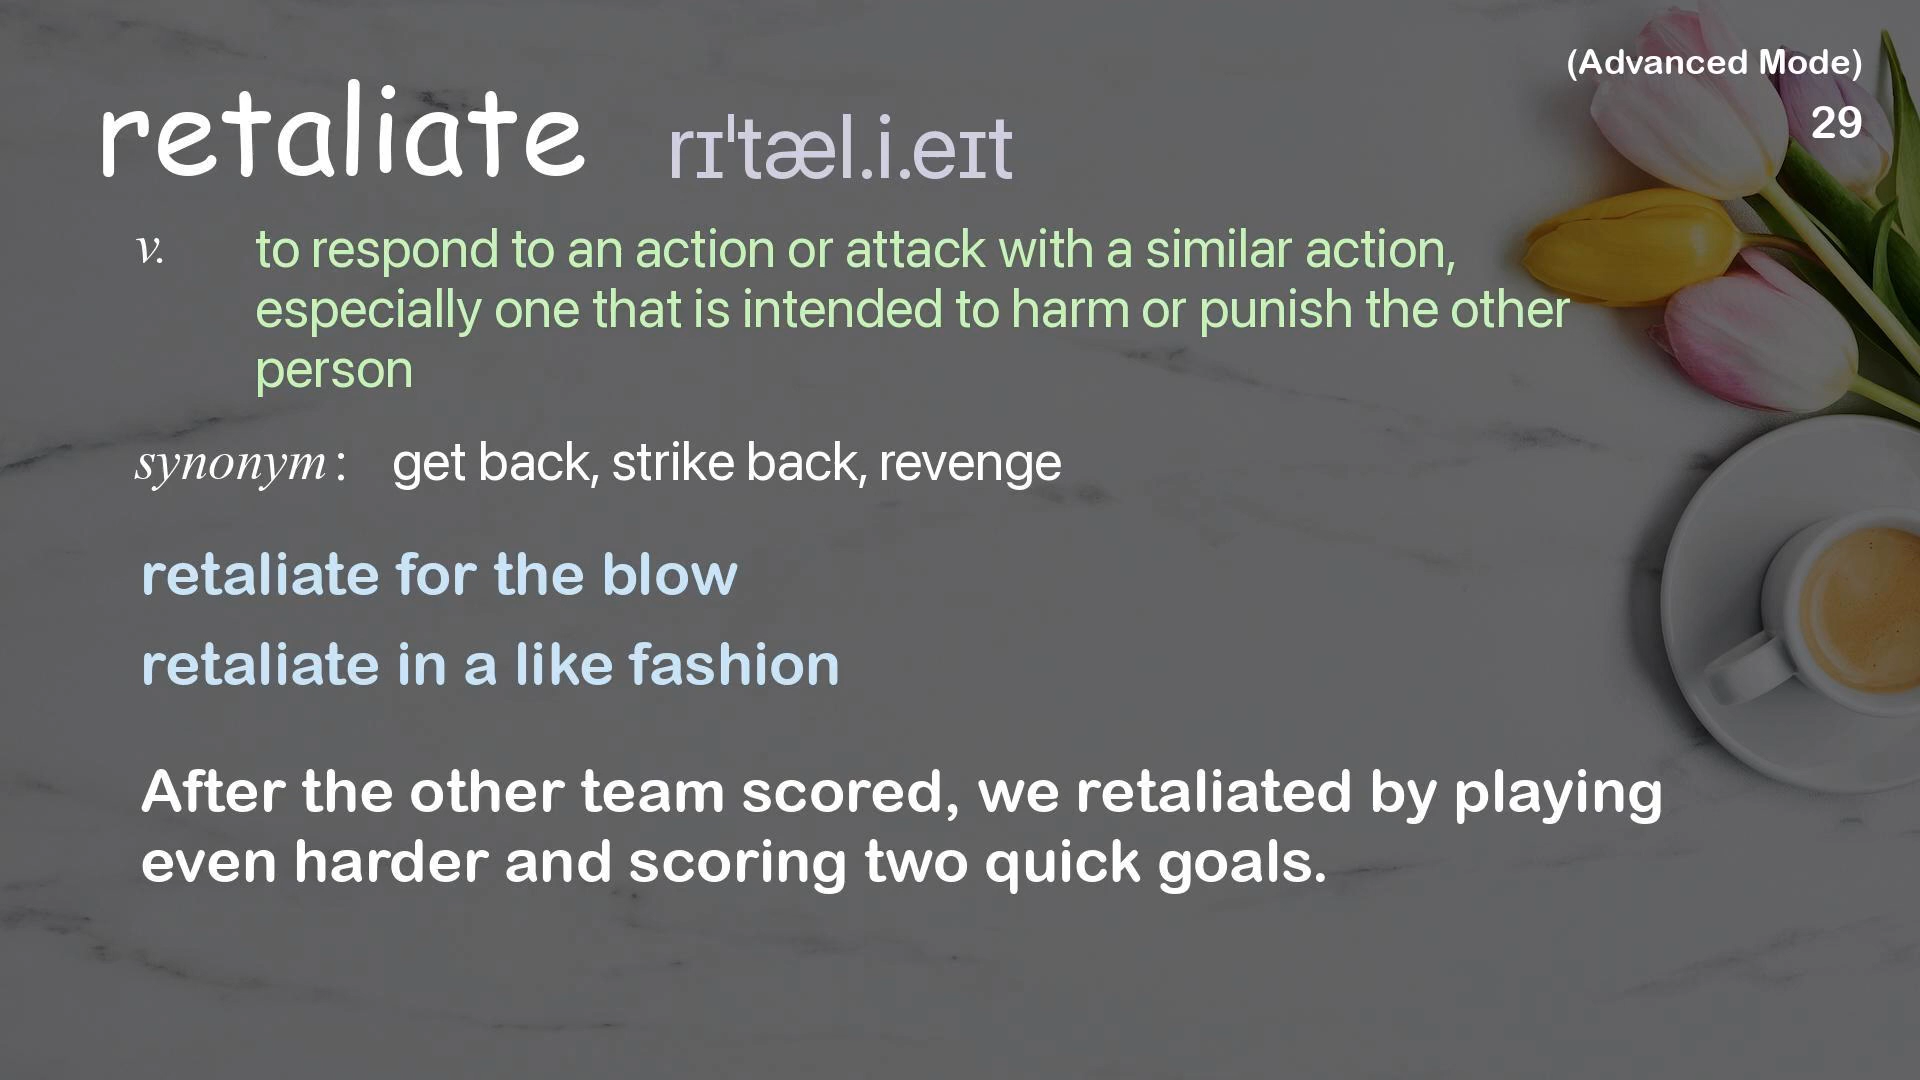 (Advanced Mode)
29
retaliate rɪˈtæl.i.eɪt
v. to respond to an action or attack with a similar action,
especially one that is intended to harm or punish the other
person
synonym : get back, strike back, revenge
retaliate for the blow
retaliate in a like fashion
After the other team scored, we retaliated by playing
even harder and scoring two quick goals.